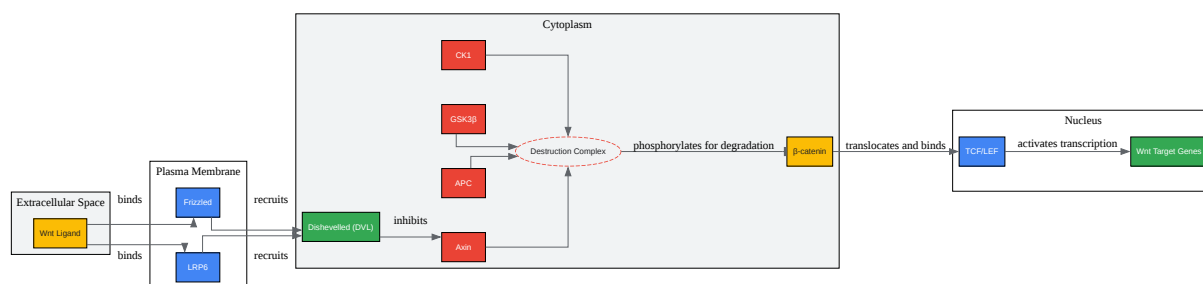 Cytoplasm
CK1
GSK3β
Destruction Complex
phosphorylates for degradation
β-catenin
translocates and binds
Nucleus
TCF/LEF
activates transcription
Wnt Target Genes
APC
Plasma Membrane
Extracellular Space
binds
Frizzled
recruits
Wnt Ligand
Dishevelled (DVL)
inhibits
Axin
binds
LRP6
recruits